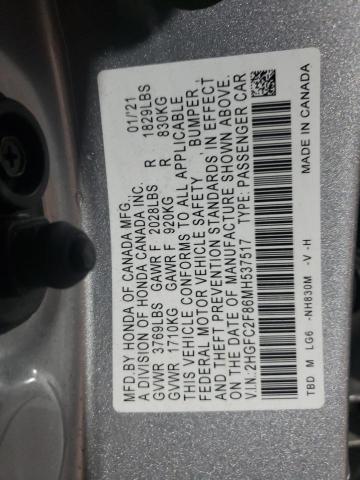 MFD.BY HONDA OF CANADA MFG., 01/21
A DIVISION OF HONDA CANADA INC.
GVWR 3769LBS GAWR F 2028LBS R 1829LBS
GVWR 1710KG GAWR F 920KG R 830KG
THIS VEHICLE CONFORMS TO ALL APPLICABLE
FEDERAL MOTOR VEHICLE SAFETY, BUMPER,
AND THEFT PREVENTION STANDARDS IN EFFECT
ON THE DATE OF MANUFACTURE SHOWN ABOVE.
V.I.N:2HGFC2F86MH537517 TYPE: PASSENGER CAR
TBD M LG6 -NH830M -V -H MADE IN CANADA